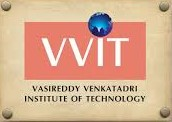 VVIT
VASIREDDY VENKATADRI
INSTITUTE OF TECHNOLOGY